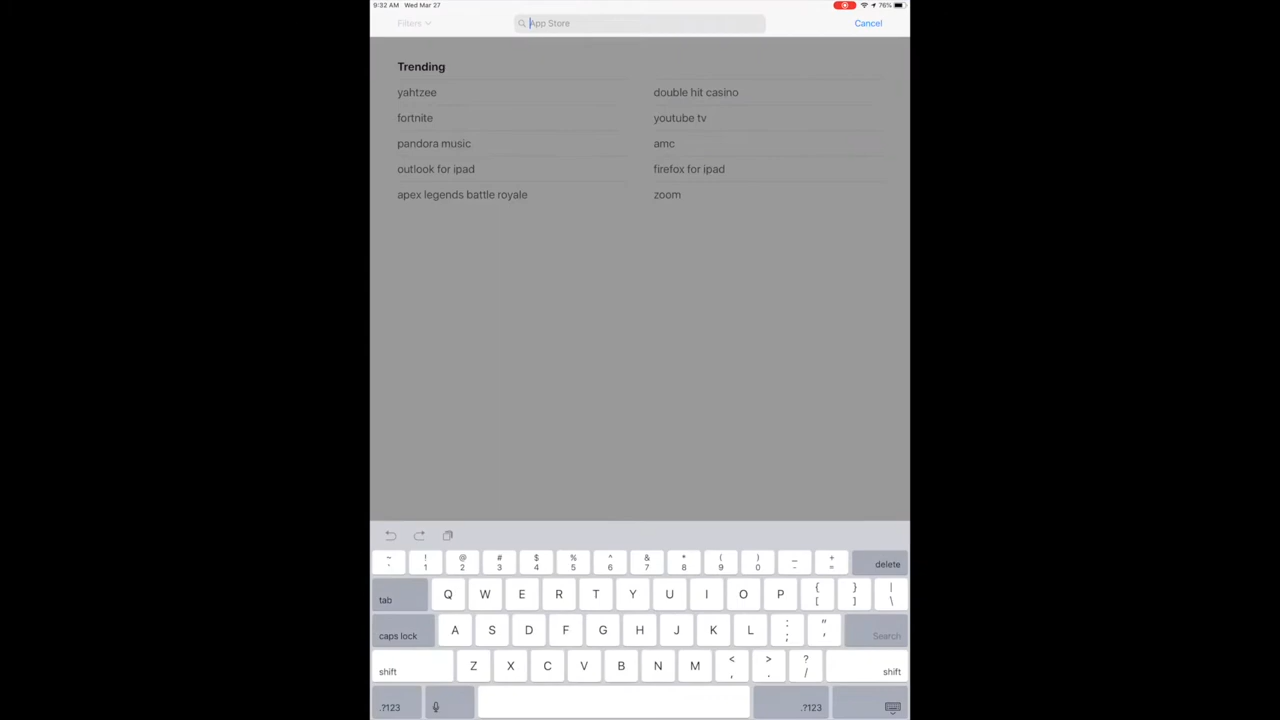 9:32 AM Wed Mar 27 76%
Filters App Store Cancel
Trending
yahtzee double hit casino
fortnite youtube tv
pandora music amc
outlook for ipad firefox for ipad
apex legends battle royale zoom
~ ! @ # $ % ^ & * ( ) _ + delete
` 1 2 3 4 5 6 7 8 9 0 - =
tab Q W E R T Y U I O P { [ } ] | \
caps lock A S D F G H J K L : ; " ' Search
shift Z X C V B N M < , > . ? / shift
.?123 .?123